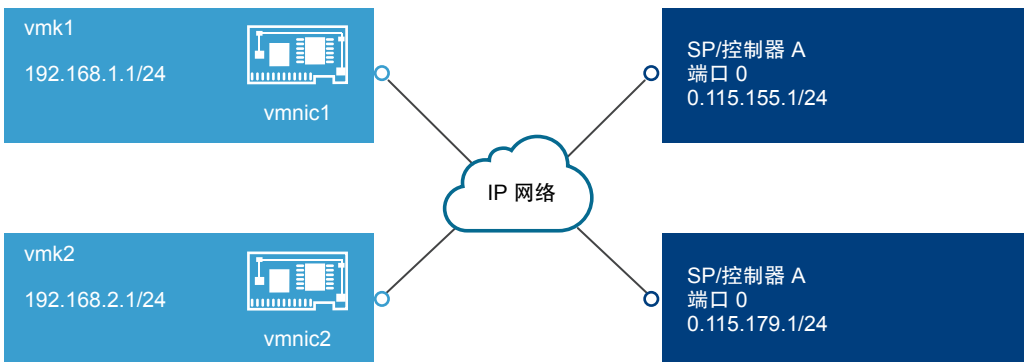 vmk1
192.168.1.1/24
vmnic1
SP/控制器 A
端口 0
0.115.155.1/24
IP 网络
vmk2
192.168.2.1/24
vmnic2
SP/控制器 A
端口 0
0.115.179.1/24